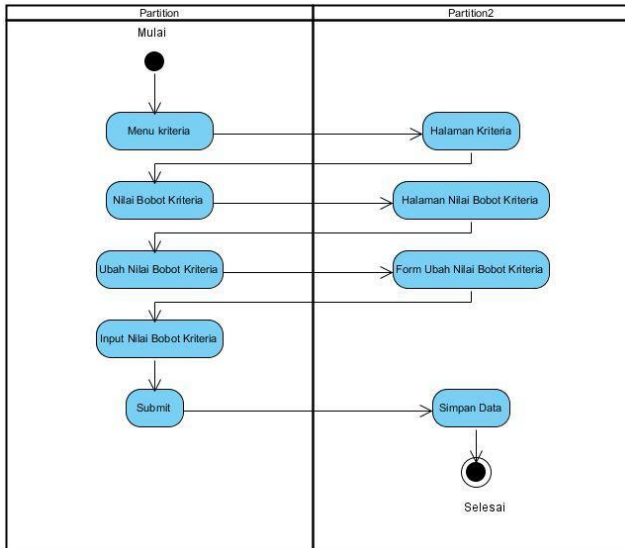 Partition
Partition2
Mulai
Menu kriteria
Halaman Kriteria
Nilai Bobot Kriteria
Halaman Nilai Bobot Kriteria
Ubah Nilai Bobot Kriteria
Form Ubah Nilai Bobot Kriteria
Input Nilai Bobot Kriteria
Submit
Simpan Data
Selesai